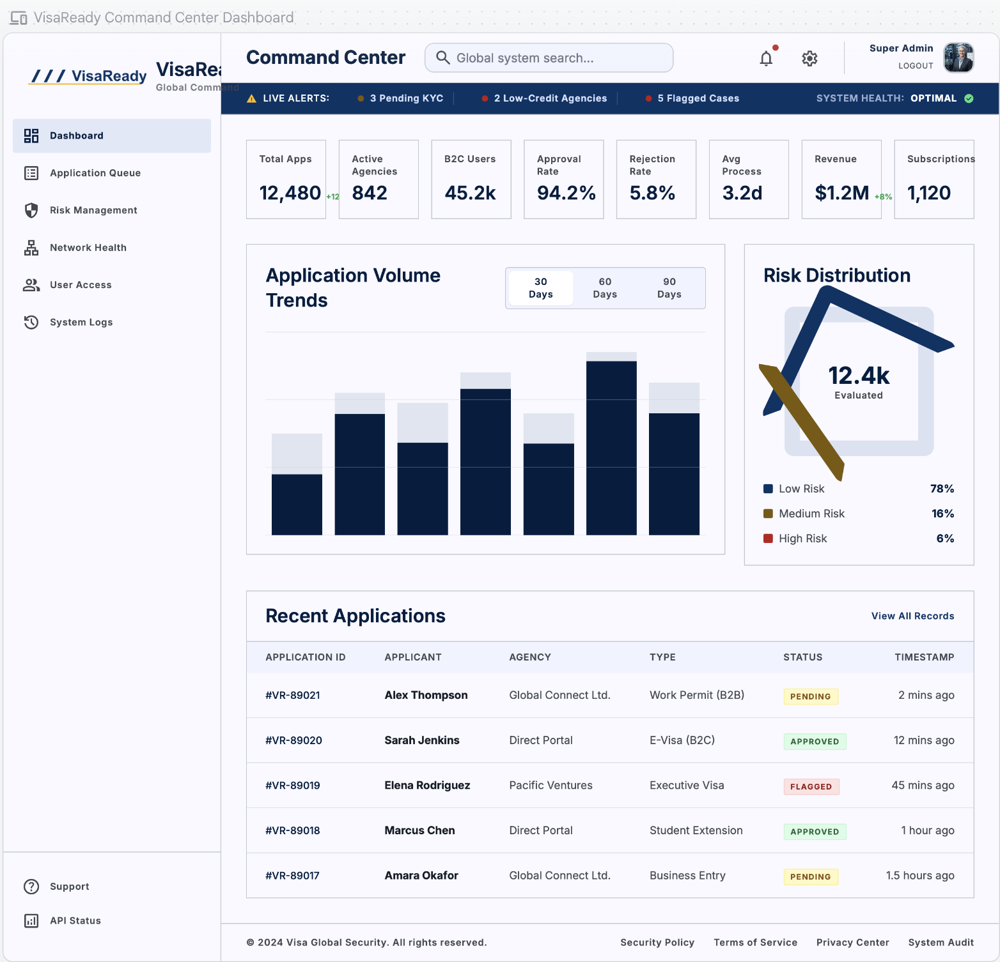 VisaReady Command Center Dashboard
VisaReady
VisaRea
Global Command
Dashboard
Application Queue
Risk Management
Network Health
User Access
System Logs
Support
API Status
Command Center
Global system search...
Super Admin
LOGOUT
LIVE ALERTS:
3 Pending KYC
2 Low-Credit Agencies
5 Flagged Cases
SYSTEM HEALTH: OPTIMAL
Total Apps
12,480 +12
Active
Agencies
842
B2C Users
45.2k
Approval
Rate
94.2%
Rejection
Rate
5.8%
Avg
Process
3.2d
Revenue
$1.2M +8%
Subscriptions
1,120
Application Volume
Trends
30
Days
60
Days
90
Days
Risk Distribution
12.4k
Evaluated
Low Risk 78%
Medium Risk 16%
High Risk 6%
Recent Applications
View All Records
APPLICATION ID APPLICANT AGENCY TYPE STATUS TIMESTAMP
#VR-89021 Alex Thompson Global Connect Ltd. Work Permit (B2B) PENDING 2 mins ago
#VR-89020 Sarah Jenkins Direct Portal E-Visa (B2C) APPROVED 12 mins ago
#VR-89019 Elena Rodriguez Pacific Ventures Executive Visa FLAGGED 45 mins ago
#VR-89018 Marcus Chen Direct Portal Student Extension APPROVED 1 hour ago
#VR-89017 Amara Okafor Global Connect Ltd. Business Entry PENDING 1.5 hours ago
© 2024 Visa Global Security. All rights reserved.
Security Policy
Terms of Service
Privacy Center
System Audit